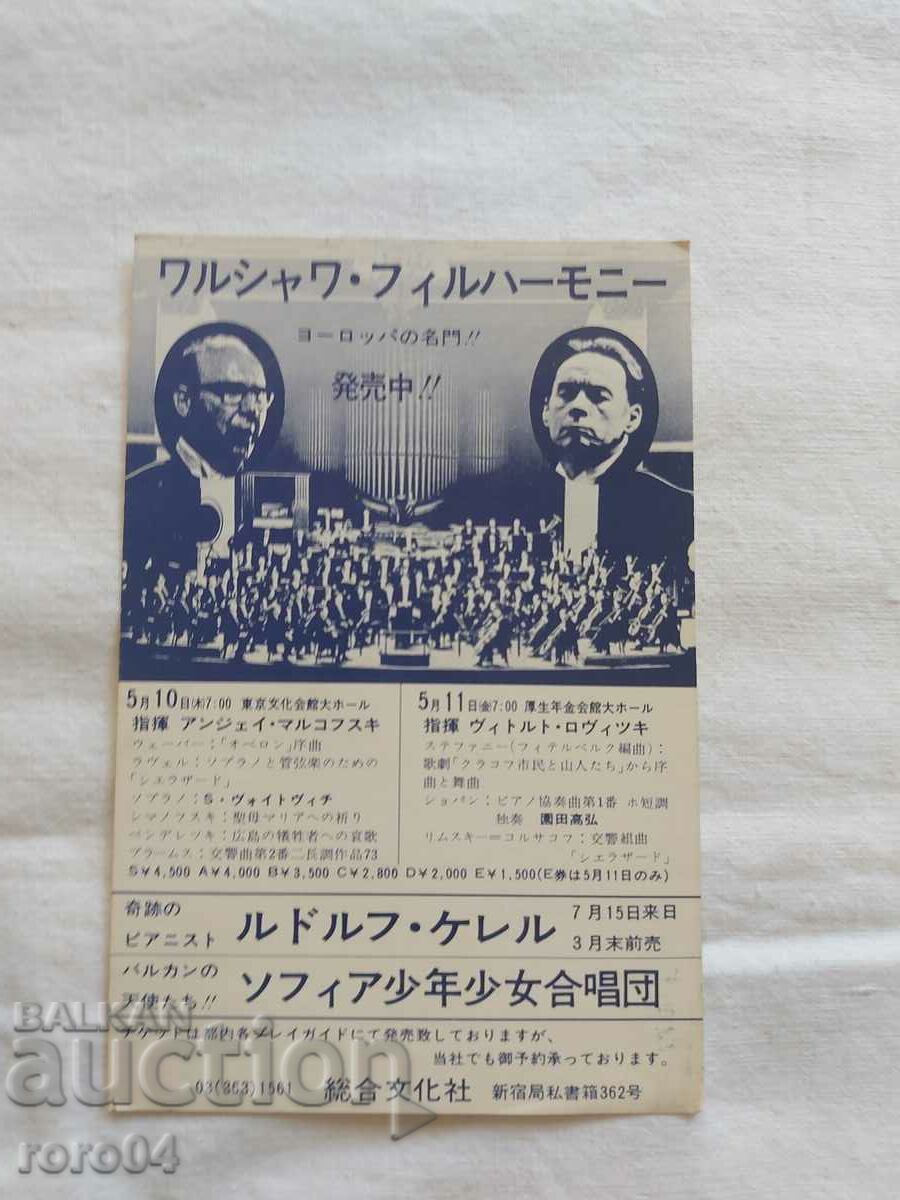 ワルシャワ・フィルハーモニー
ヨーロッパの名門!!
発売中!!
5月10日(木)7:00 東京文化会館大ホール
指揮 アンジェイ・マルコフスキ
ウェーバー:「オベロン」序曲
ラヴェル:ソプラノと管弦楽のための
「シエラザード」
ソプラノ:S・ヴォイトヴィチ
シマノフスキ:聖母マリアへの祈り
ペンデレツキ:広島の犠牲者への哀歌
ブラームス:交響曲第2番ニ長調作品73
5月11日(金)7:00 厚生年金会館大ホール
指揮 ヴィトルト・ロヴィツキ
ステファニー(フィテルベルク編曲):
歌劇「クラコフ市民と山人たち」から序
曲と舞曲
ショパン:ピアノ協奏曲第1番 ホ短調
独奏 園田高弘
リムスキー=コルサコフ:交響組曲
「シエラザード」
S¥4,500 A¥4,000 B¥3,500 C¥2,800 D¥2,000 E¥1,500(E券は5月11日のみ)
奇跡の
ピアニスト
ルドルフ・ケレル
7月15日来日
3月末前売
バルカンの
天使たち!!
ソフィア少年少女合唱団
チケットは都内各プレイガイドにて発売致しておりますが、
当社でも御予約承っております。
03(353)1561 総合文化社 新宿局私書箱362号
BALKAN
auction
roro04